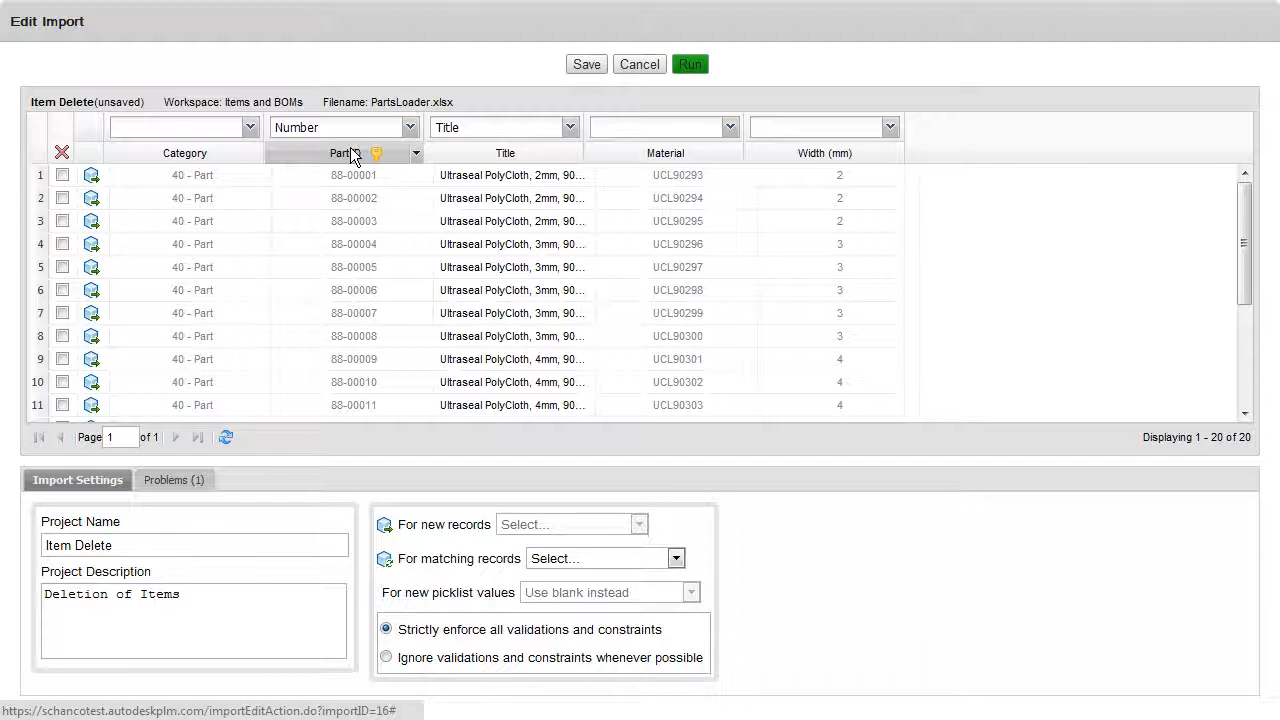 Edit Import
Save Cancel Run
Item Delete(unsaved) Workspace: Items and BOMs Filename: PartsLoader.xlsx
Number Title
Category Part Title Material Width (mm)
1 40 - Part 88-00001 Ultraseal PolyCloth, 2mm, 90... UCL90293 2
2 40 - Part 88-00002 Ultraseal PolyCloth, 2mm, 90... UCL90294 2
3 40 - Part 88-00003 Ultraseal PolyCloth, 2mm, 90... UCL90295 2
4 40 - Part 88-00004 Ultraseal PolyCloth, 3mm, 90... UCL90296 3
5 40 - Part 88-00005 Ultraseal PolyCloth, 3mm, 90... UCL90297 3
6 40 - Part 88-00006 Ultraseal PolyCloth, 3mm, 90... UCL90298 3
7 40 - Part 88-00007 Ultraseal PolyCloth, 3mm, 90... UCL90299 3
8 40 - Part 88-00008 Ultraseal PolyCloth, 3mm, 90... UCL90300 3
9 40 - Part 88-00009 Ultraseal PolyCloth, 4mm, 90... UCL90301 4
10 40 - Part 88-00010 Ultraseal PolyCloth, 4mm, 90... UCL90302 4
11 40 - Part 88-00011 Ultraseal PolyCloth, 4mm, 90... UCL90303 4
Page 1 of 1 Displaying 1 - 20 of 20
Import Settings Problems (1)
Project Name
Item Delete
Project Description
Deletion of Items
For new records Select...
For matching records Select...
For new picklist values Use blank instead
Strictly enforce all validations and constraints
Ignore validations and constraints whenever possible
https://schancotest.autodeskplm.com/importEditAction.do?importID=16#